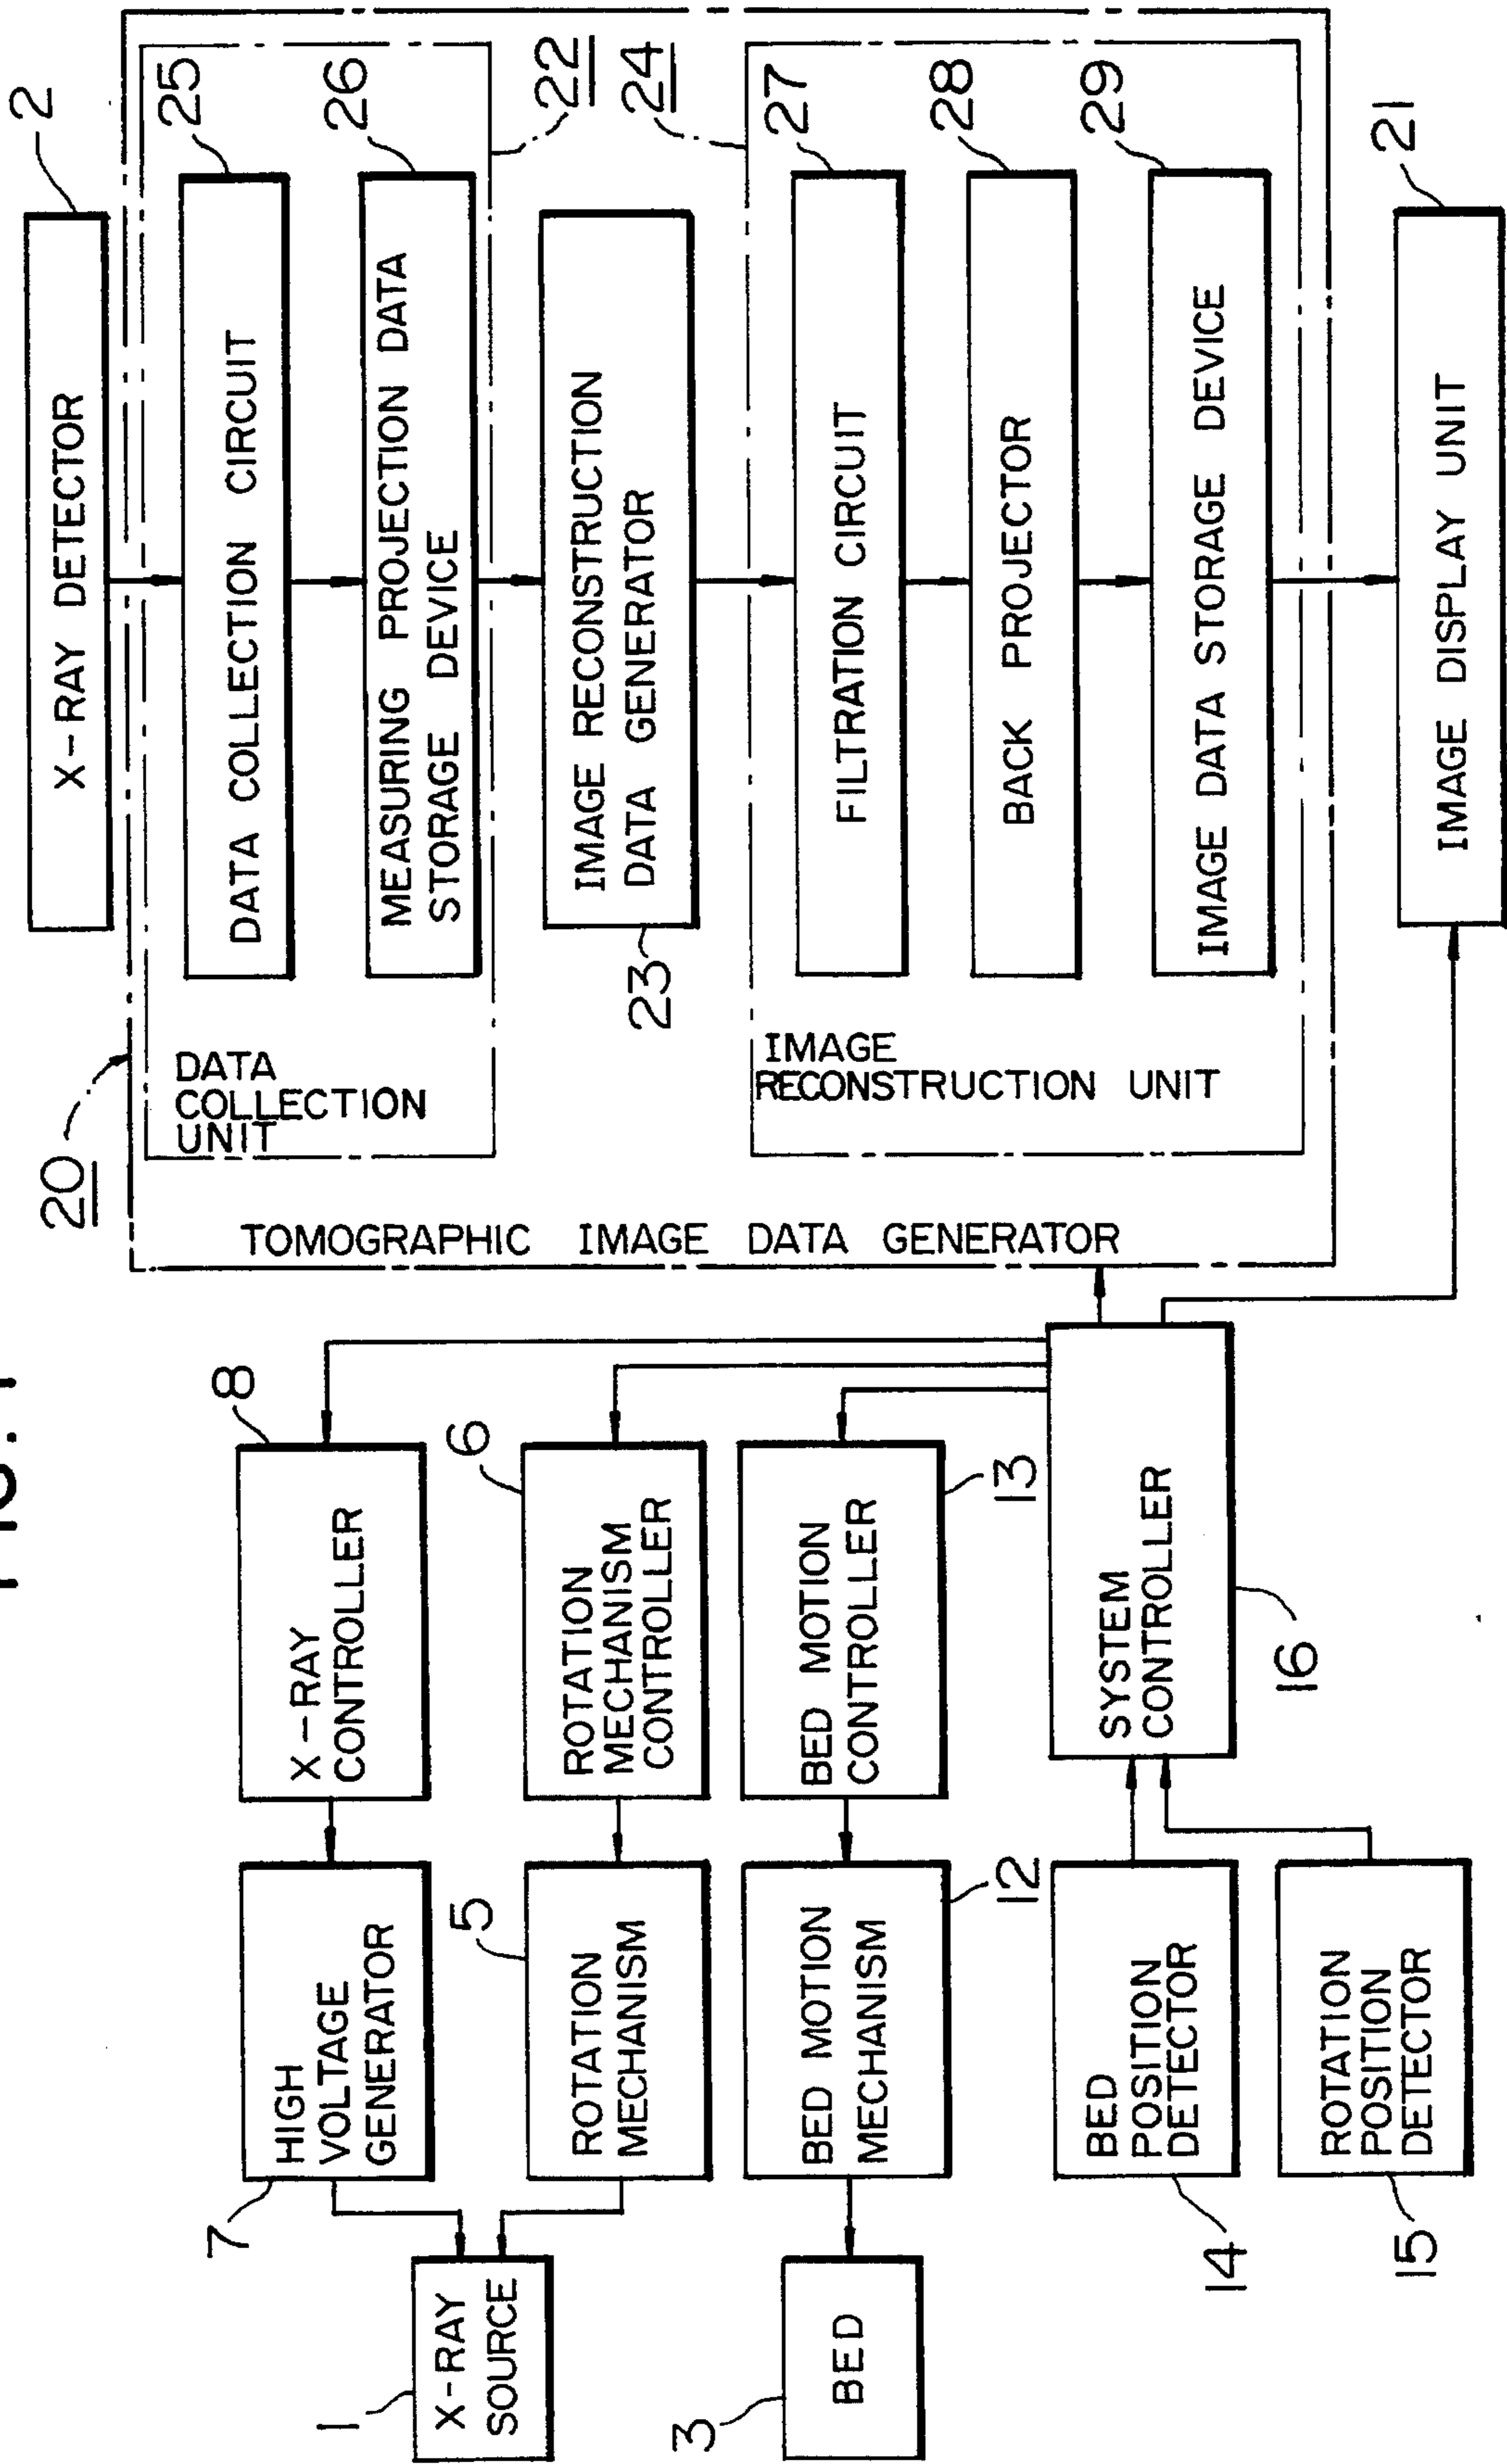 FIG. 1
1
X-RAY
SOURCE
7
HIGH
VOLTAGE
GENERATOR
8
X-RAY
CONTROLLER
5
ROTATION
MECHANISM
6
ROTATION
MECHANISM
CONTROLLER
3
BED
BED MOTION
MECHANISM
12
BED MOTION
CONTROLLER
13
BED
POSITION
DETECTOR
14
ROTATION
POSITION
DETECTOR
15
SYSTEM
CONTROLLER
16
20
TOMOGRAPHIC IMAGE DATA GENERATOR
X-RAY DETECTOR
2
DATA
COLLECTION
UNIT
DATA COLLECTION CIRCUIT
25
MEASURING PROJECTION DATA
STORAGE DEVICE
26
22
IMAGE RECONSTRUCTION
DATA GENERATOR
23
24
IMAGE
RECONSTRUCTION UNIT
FILTRATION CIRCUIT
27
BACK PROJECTOR
28
IMAGE DATA STORAGE DEVICE
29
IMAGE DISPLAY UNIT
21